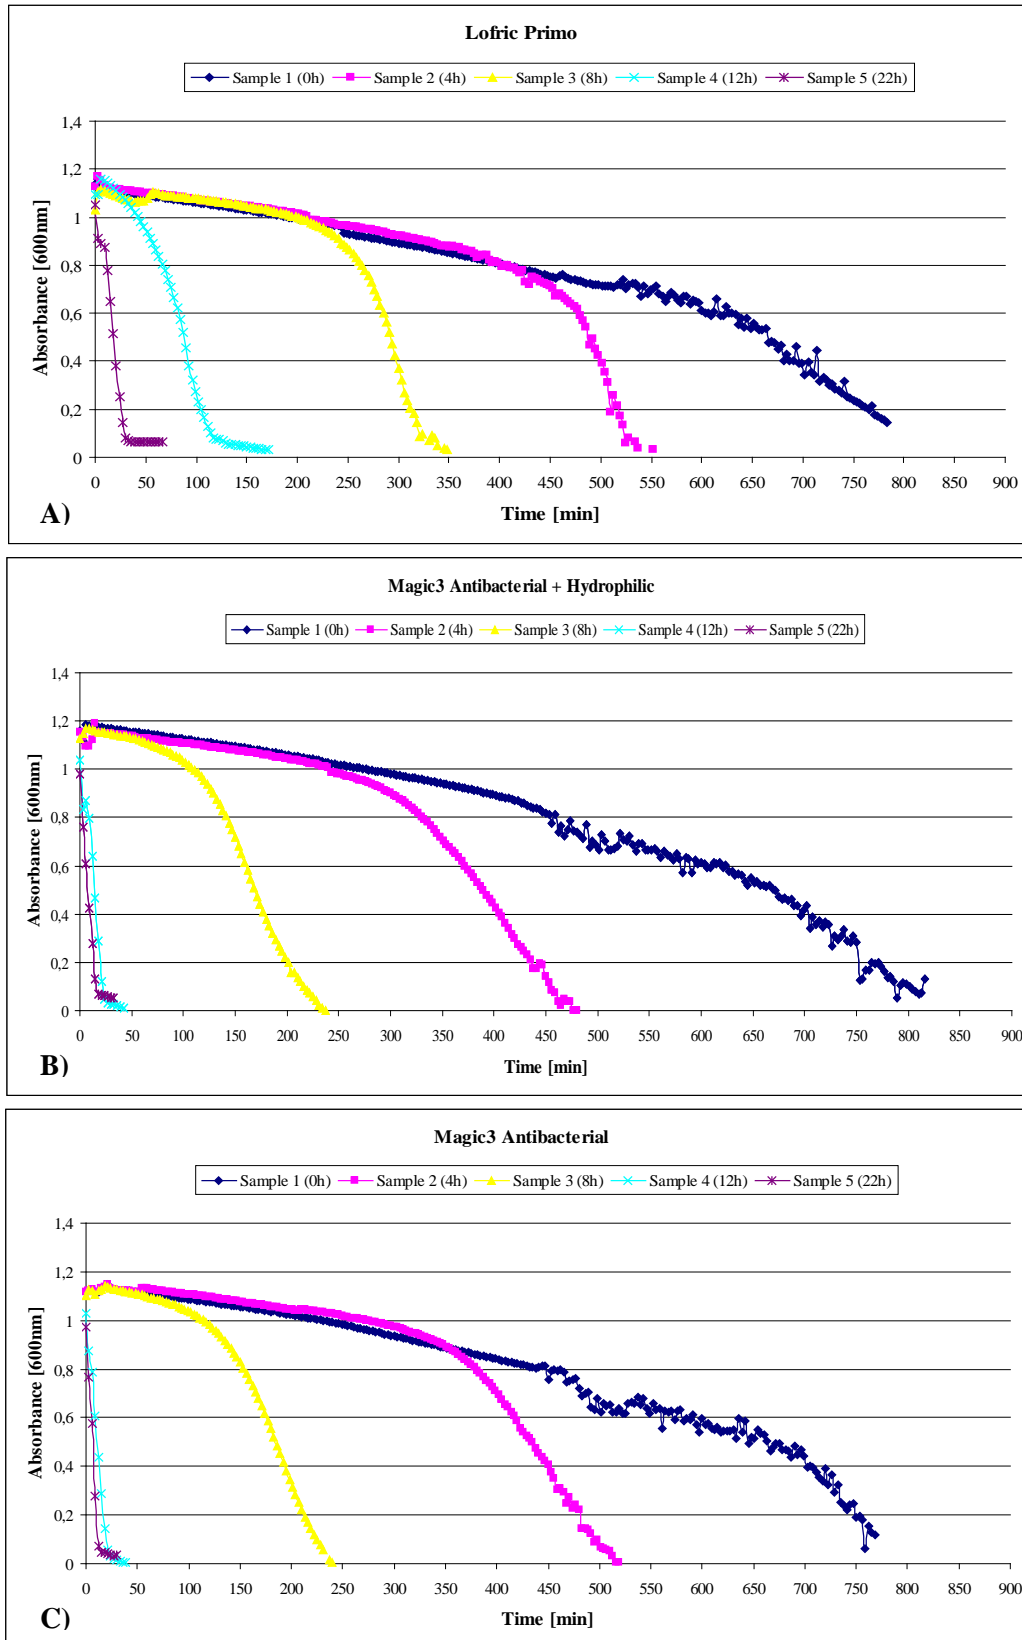 Lofric Primo
Sample 1 (0h) Sample 2 (4h) Sample 3 (8h) Sample 4 (12h) Sample 5 (22h)
Absorbance [600nm]
1,4
1,2
1
0,8
0,6
0,4
0,2
0
0 50 100 150 200 250 300 350 400 450 500 550 600 650 700 750 800 850 900
A)
Time [min]
Magic3 Antibacterial + Hydrophilic
Sample 1 (0h) Sample 2 (4h) Sample 3 (8h) Sample 4 (12h) Sample 5 (22h)
Absorbance [600nm]
1,4
1,2
1
0,8
0,6
0,4
0,2
0
0 50 100 150 200 250 300 350 400 450 500 550 600 650 700 750 800 850 900
B)
Time [min]
Magic3 Antibacterial
Sample 1 (0h) Sample 2 (4h) Sample 3 (8h) Sample 4 (12h) Sample 5 (22h)
Absorbance [600nm]
1,4
1,2
1
0,8
0,6
0,4
0,2
0
0 50 100 150 200 250 300 350 400 450 500 550 600 650 700 750 800 850 900
C)
Time [min]